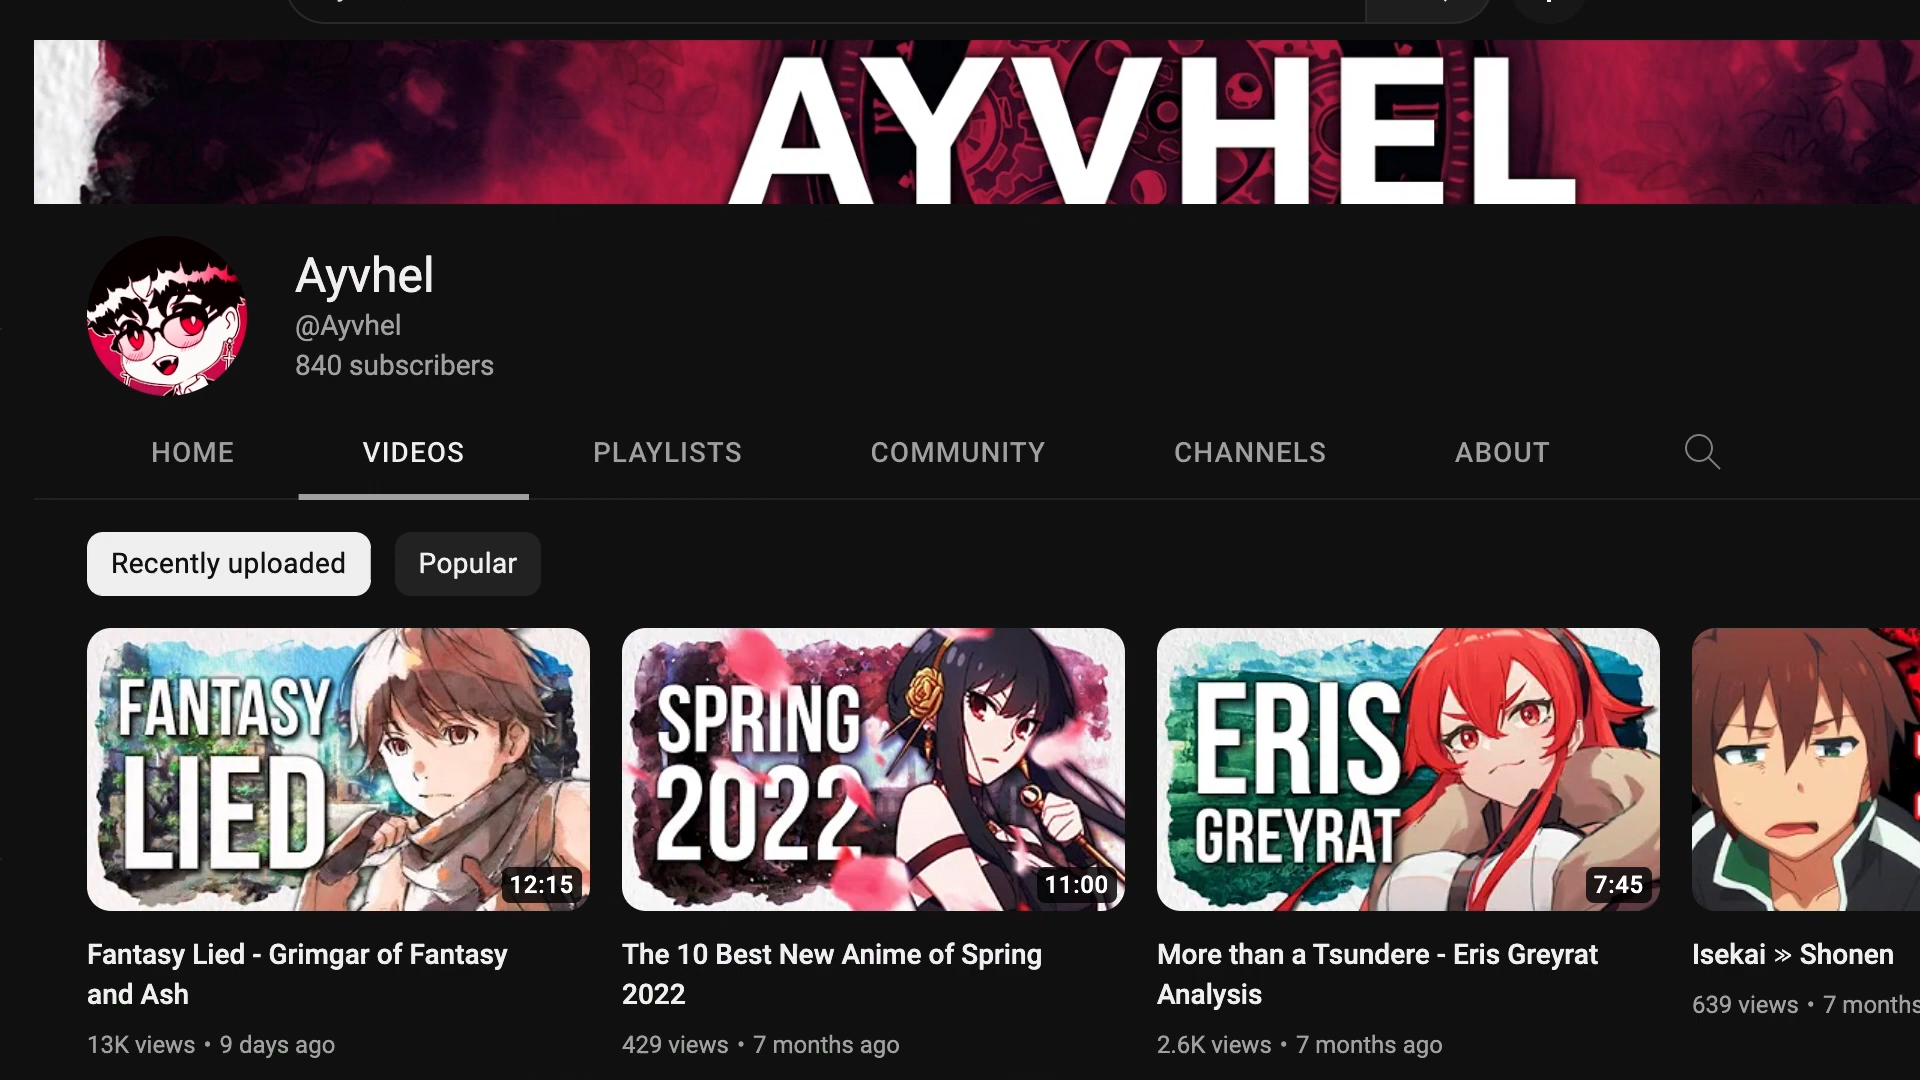 AYVHEL
Ayvhel
@Ayvhel
840 subscribers
HOME VIDEOS PLAYLISTS COMMUNITY CHANNELS ABOUT
Recently uploaded Popular
FANTASY
LIED
12:15
SPRING
2022
11:00
ERIS
GREYRAT
7:45
Fantasy Lied - Grimgar of Fantasy
and Ash
13K views • 9 days ago
The 10 Best New Anime of Spring
2022
429 views • 7 months ago
More than a Tsundere - Eris Greyrat
Analysis
2.6K views • 7 months ago
Isekai >> Shonen
639 views • 7 months